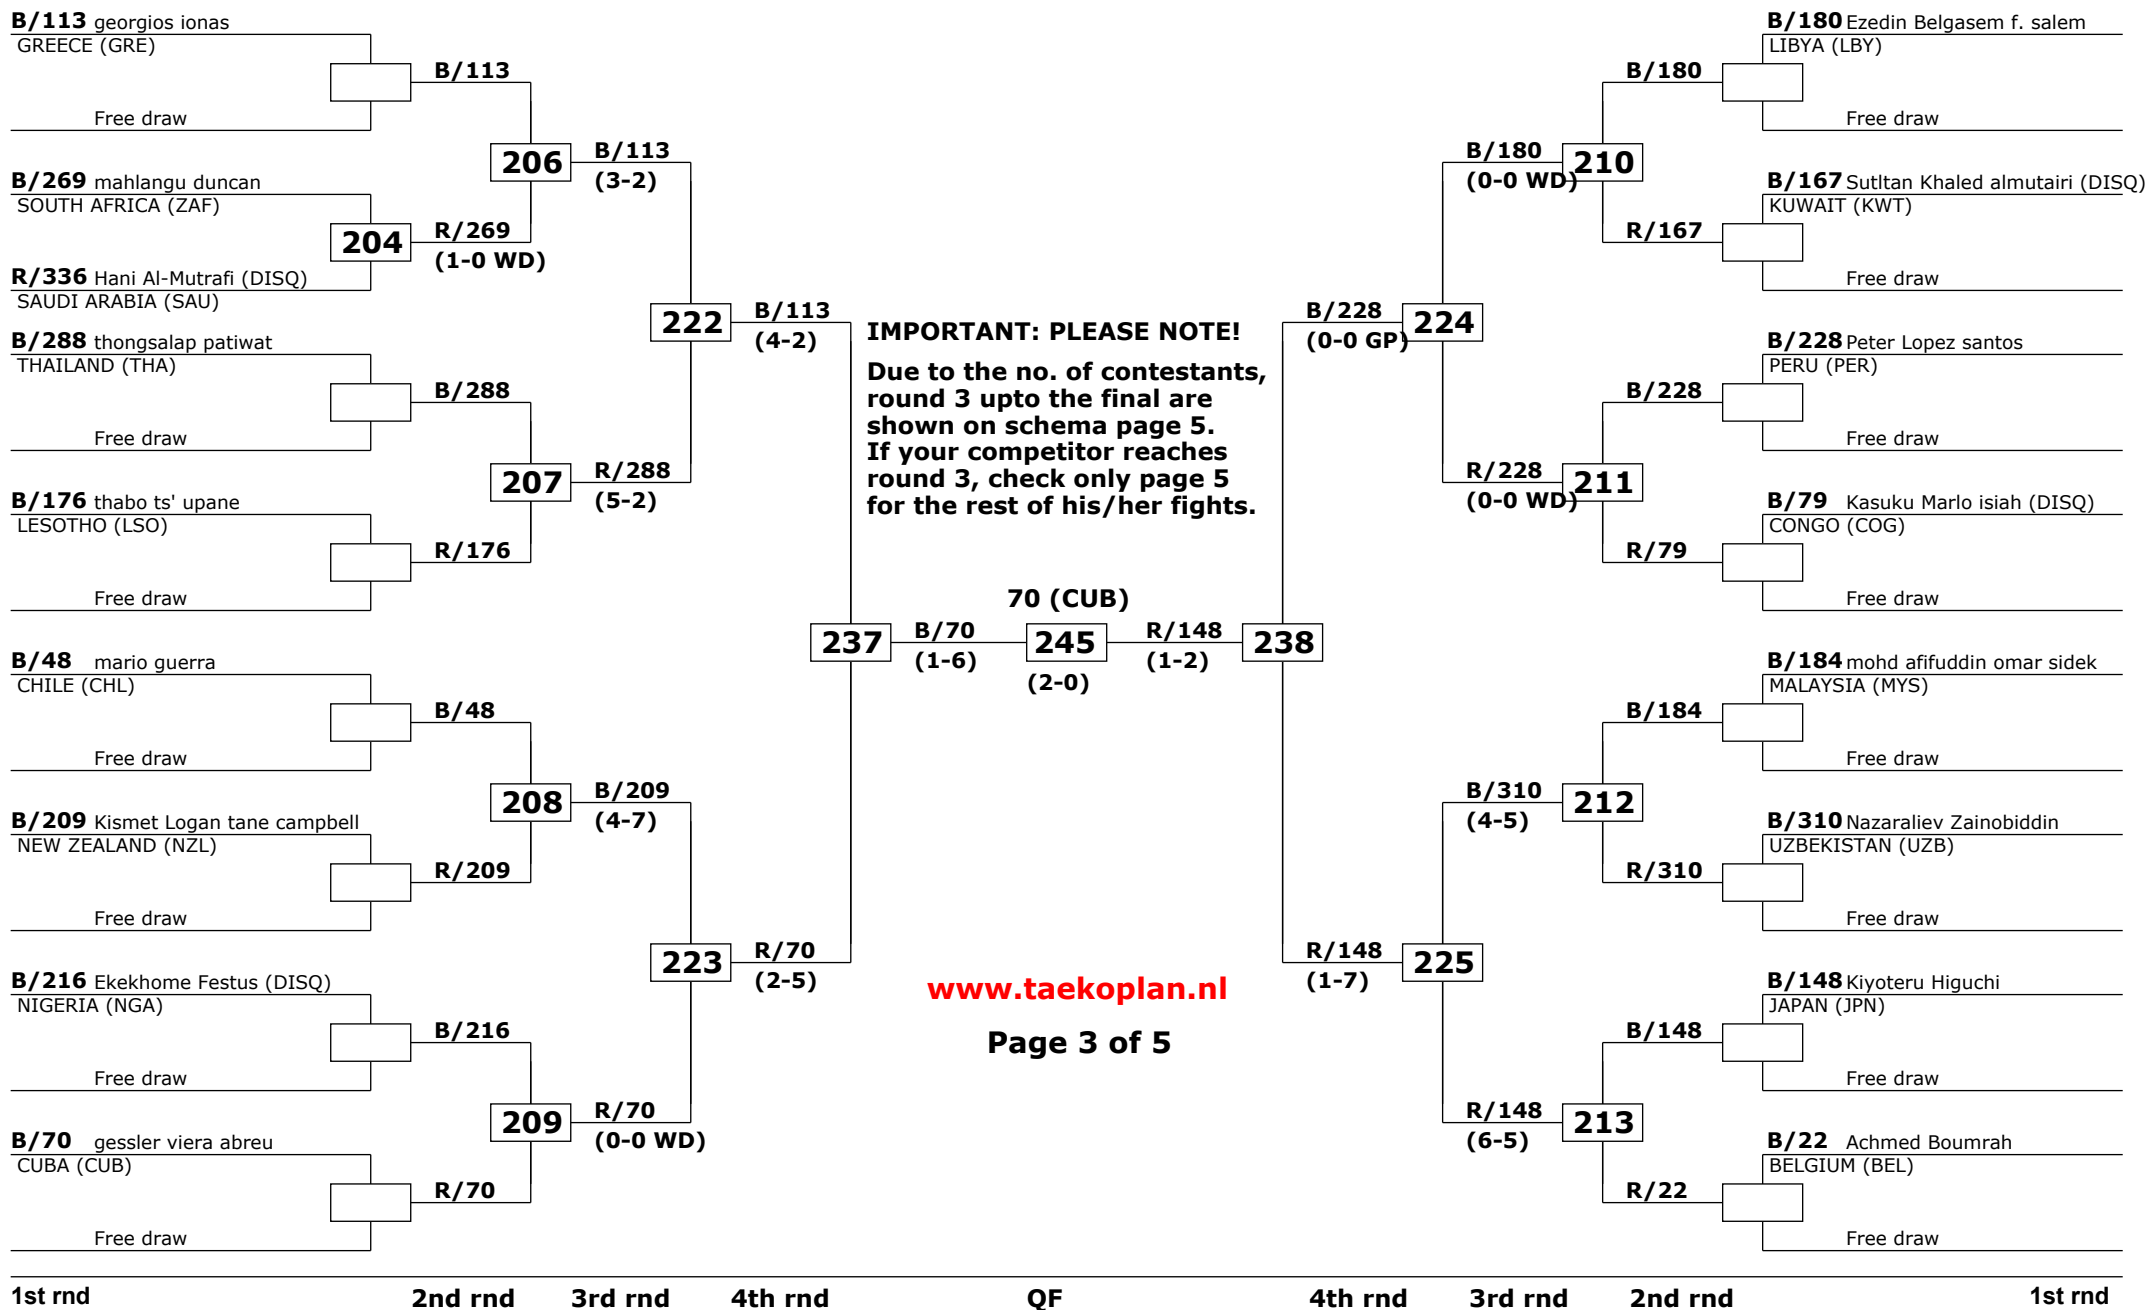 B/113 georgios ionas
GREECE (GRE)
B/113
Free draw
206
B/113
(3-2)
B/269 mahlangu duncan
SOUTH AFRICA (ZAF)
204
R/269
(1-0 WD)
R/336 Hani Al-Mutrafi (DISQ)
SAUDI ARABIA (SAU)
222
B/113
(4-2)
B/288 thongsalap patiwat
THAILAND (THA)
B/288
Free draw
207
R/288
(5-2)
B/176 thabo ts' upane
LESOTHO (LSO)
R/176
Free draw
237
B/70
(1-6)
B/48 mario guerra
CHILE (CHL)
B/48
Free draw
208
B/209
(4-7)
B/209 Kismet Logan tane campbell
NEW ZEALAND (NZL)
R/209
Free draw
223
R/70
(2-5)
B/216 Ekekhome Festus (DISQ)
NIGERIA (NGA)
B/216
Free draw
209
R/70
(0-0 WD)
B/70 gessler viera abreu
CUBA (CUB)
R/70
Free draw
IMPORTANT: PLEASE NOTE!
Due to the no. of contestants,
round 3 upto the final are
shown on schema page 5.
If your competitor reaches
round 3, check only page 5
for the rest of his/her fights.
70 (CUB)
245
(2-0)
www.taekoplan.nl
Page 3 of 5
B/180 Ezedin Belgasem f. salem
LIBYA (LBY)
B/180
Free draw
B/180
(0-0 WD)
210
B/167 Sutltan Khaled almutairi (DISQ)
KUWAIT (KWT)
R/167
Free draw
B/228
(0-0 GP)
224
B/228 Peter Lopez santos
PERU (PER)
B/228
Free draw
R/228
(0-0 WD)
211
B/79 Kasuku Marlo isiah (DISQ)
CONGO (COG)
R/79
Free draw
R/148
(1-2)
238
B/184 mohd afifuddin omar sidek
MALAYSIA (MYS)
B/184
Free draw
B/310
(4-5)
212
B/310 Nazaraliev Zainobiddin
UZBEKISTAN (UZB)
R/310
Free draw
R/148
(1-7)
225
B/148 Kiyoteru Higuchi
JAPAN (JPN)
B/148
Free draw
R/148
(6-5)
213
B/22 Achmed Boumrah
BELGIUM (BEL)
R/22
Free draw
1st rnd 2nd rnd 3rd rnd 4th rnd QF 4th rnd 3rd rnd 2nd rnd 1st rnd